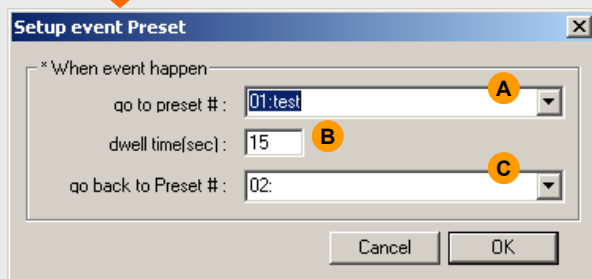 Setup event Preset
* When event happen
go to preset # : 01:test A
dwell time(sec) : 15 B
go back to Preset # : 02: C
Cancel OK